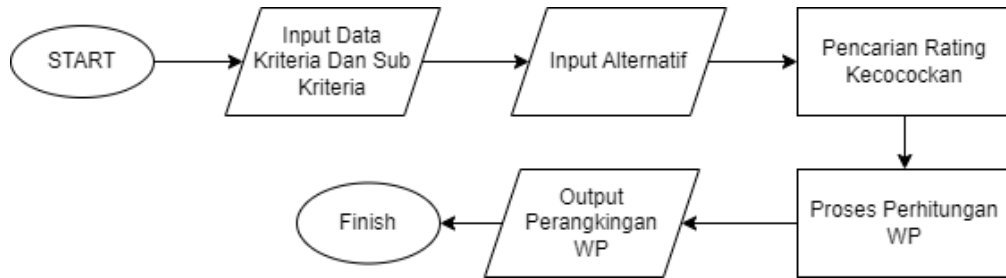 START
Input Data
Kriteria Dan Sub
Kriteria
Input Alternatif
Pencarian Rating
Kecocockan
Proses Perhitungan
WP
Output
Perangkingan
WP
Finish